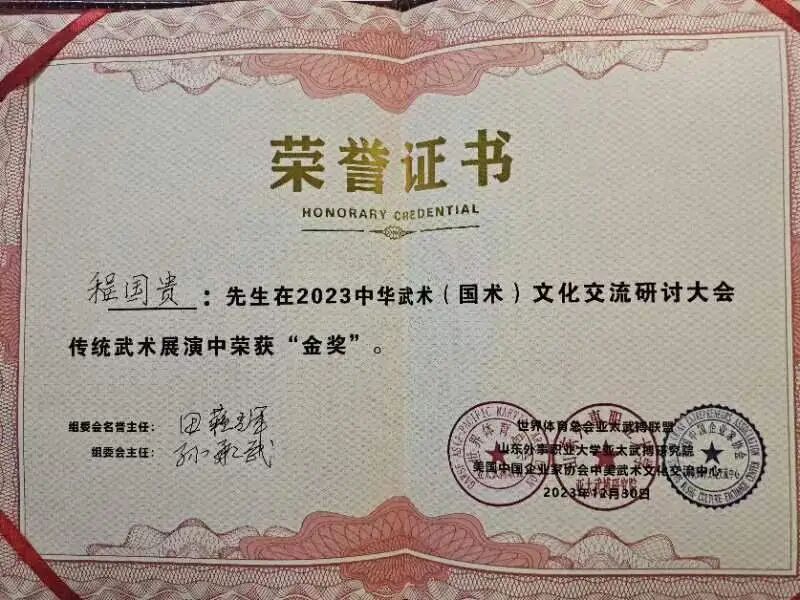 荣誉证书
HONORARY CREDENTIAL
程国贵：先生在2023中华武术（国术）文化交流研讨大会
传统武术展演中荣获“金奖”。
组委会名誉主任：
组委会主任：
世界体育总会亚太武搏联盟
山东外事职业大学亚太武搏研究院
美国中国企业家协会中美武术文化交流中心
2023年12月30日